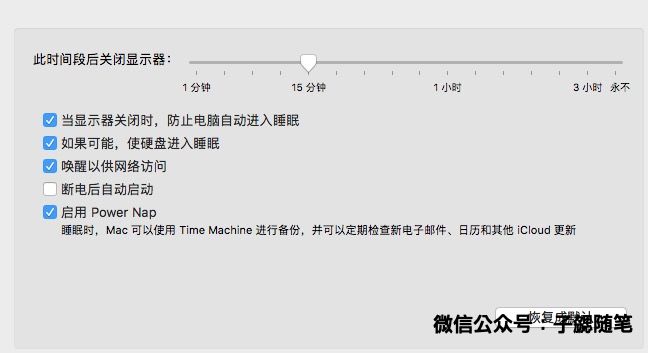 此时间段后关闭显示器：
1 分钟 15 分钟 1 小时 3 小时 永不
当显示器关闭时，防止电脑自动进入睡眠
如果可能，使硬盘进入睡眠
唤醒以供网络访问
断电后自动启动
启用 Power Nap
睡眠时，Mac 可以使用 Time Machine 进行备份，并可以定期检查新电子邮件、日历和其他 iCloud 更新
恢复成默认
微信公众号：子勰随笔